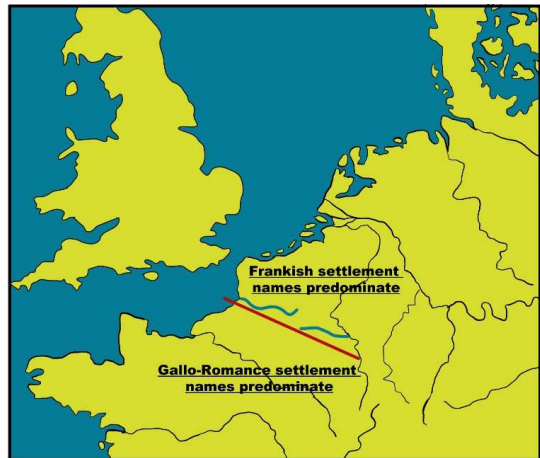 Frankish settlement
names predominate
Gallo-Romance settlement
names predominate